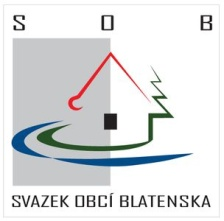 S O B
SVAZEK OBCÍ BLATENSKA